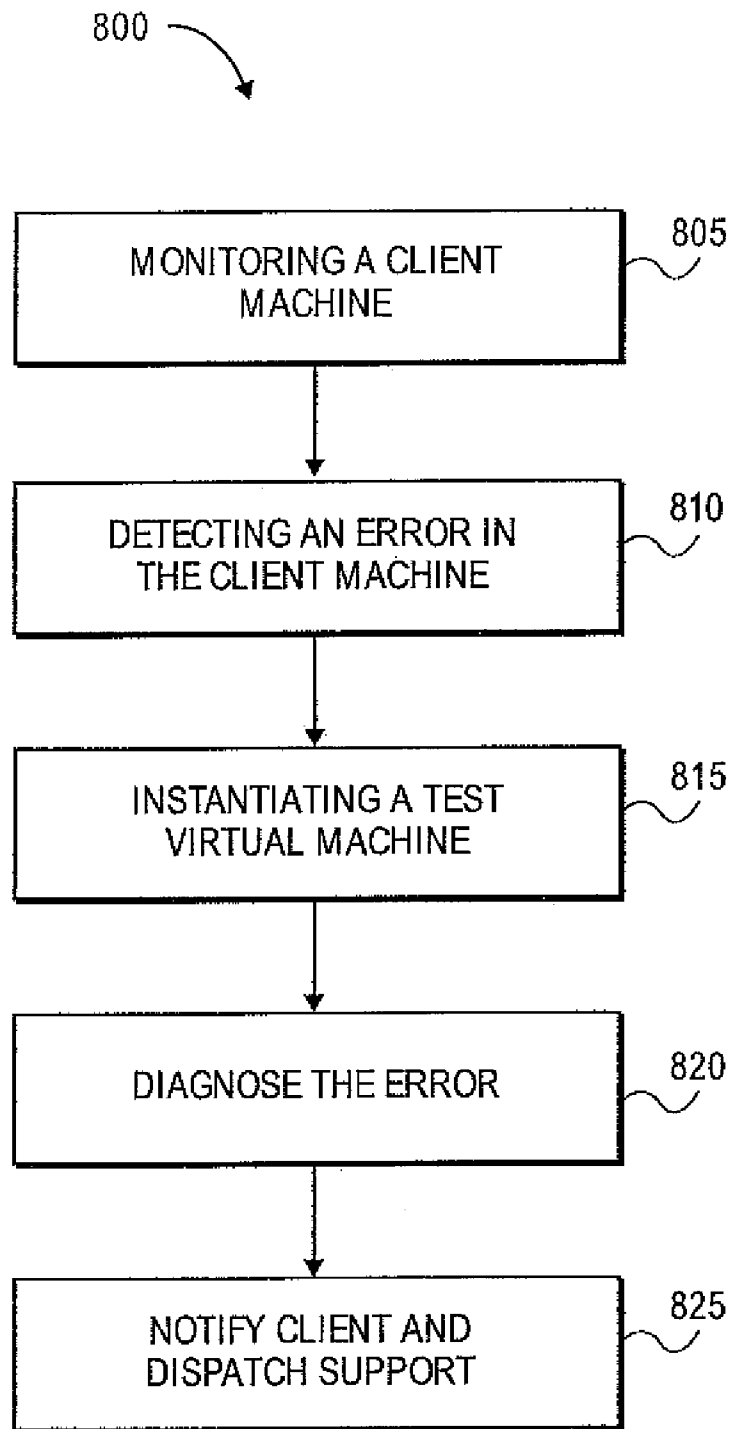 800
MONITORING A CLIENT
MACHINE
805
DETECTING AN ERROR IN
THE CLIENT MACHINE
810
INSTANTIATING A TEST
VIRTUAL MACHINE
815
DIAGNOSE THE ERROR
820
NOTIFY CLIENT AND
DISPATCH SUPPORT
825